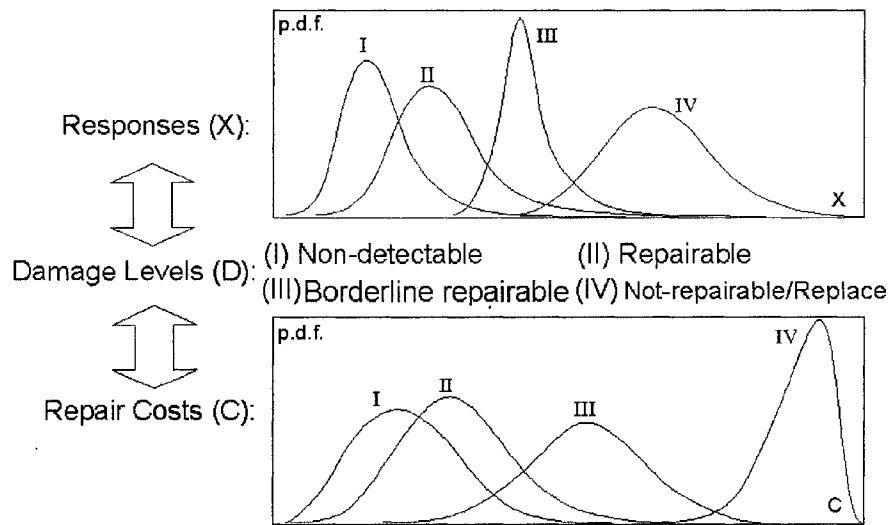 p.d.f.
I
II
III
IV
X
Responses (X):
Damage Levels (D):
(I) Non-detectable (II) Repairable
(III) Borderline repairable (IV) Not-repairable/Replace
Repair Costs (C):
p.d.f.
I
II
III
IV
C